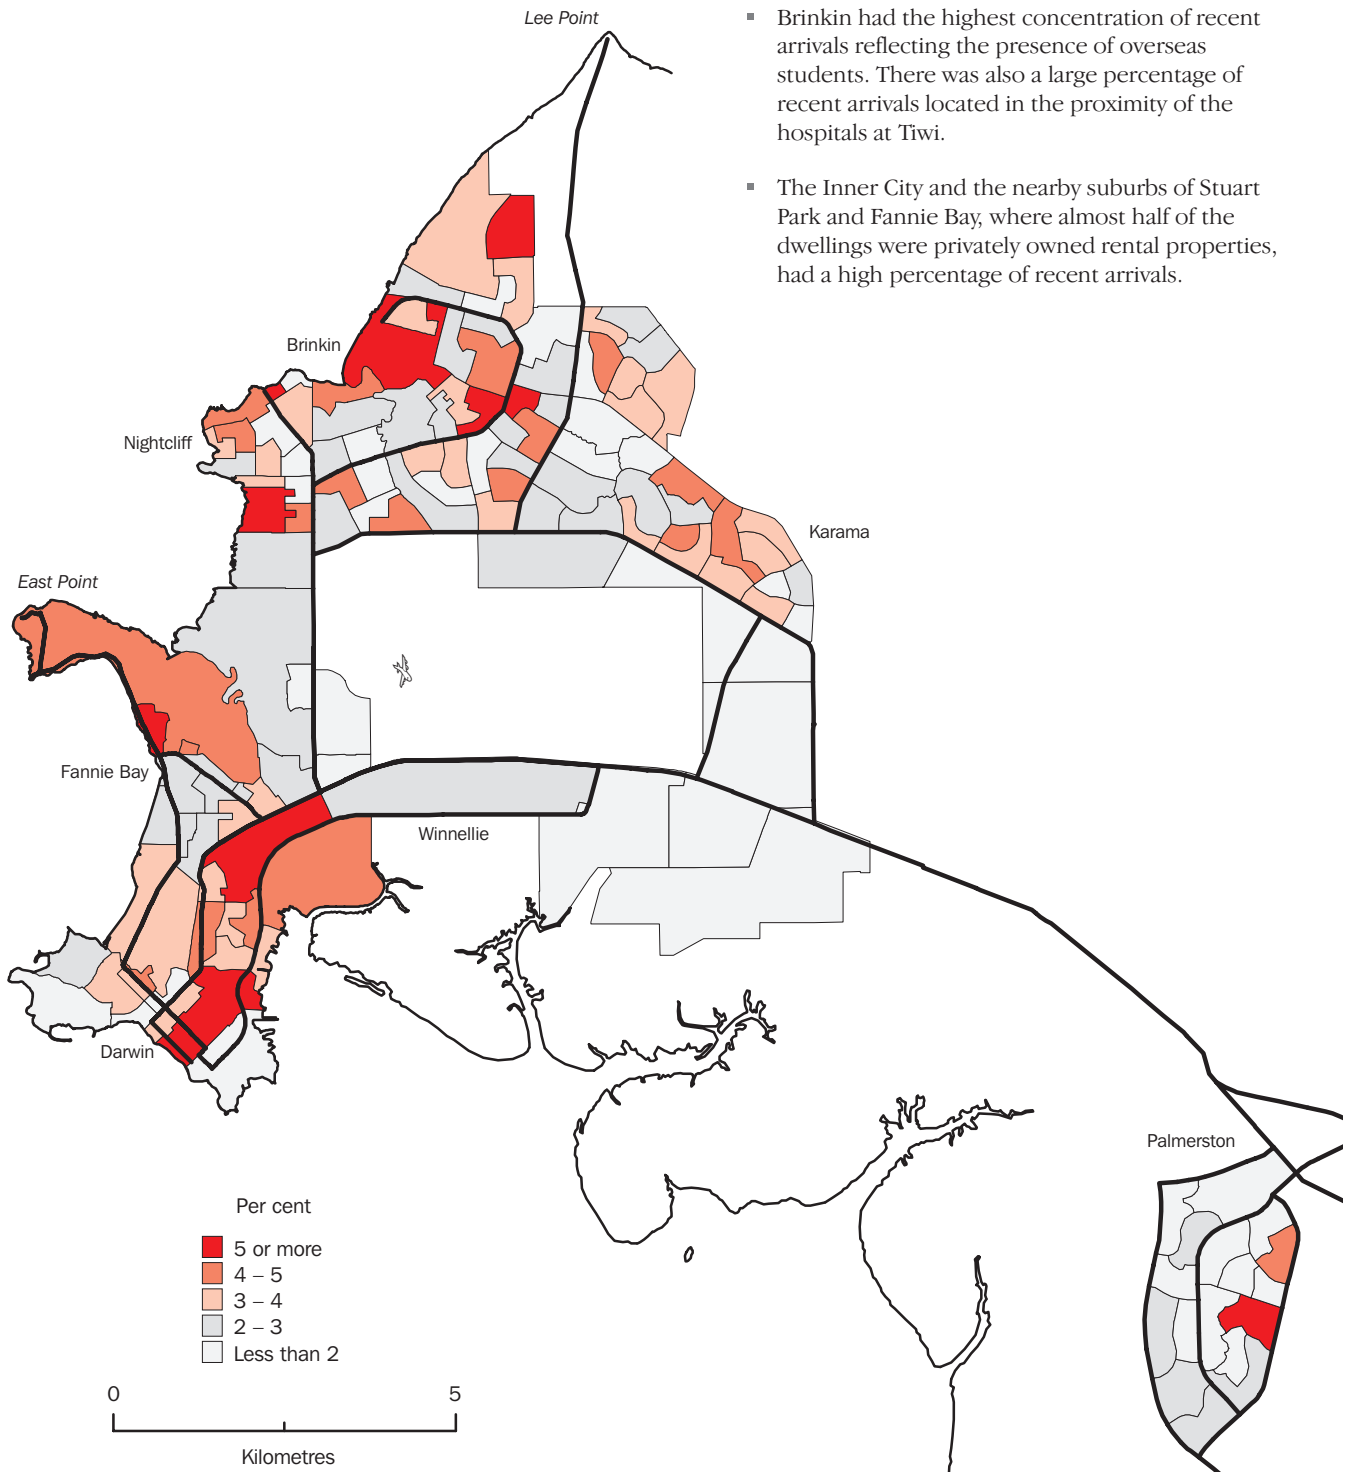 Lee Point
▪ Brinkin had the highest concentration of recent
arrivals reflecting the presence of overseas
students. There was also a large percentage of
recent arrivals located in the proximity of the
hospitals at Tiwi.
▪ The Inner City and the nearby suburbs of Stuart
Park and Fannie Bay, where almost half of the
dwellings were privately owned rental properties,
had a high percentage of recent arrivals.
Brinkin
Nightcliff
Karama
East Point
Fannie Bay
Winnellie
Darwin
Palmerston
Per cent
5 or more
4 – 5
3 – 4
2 – 3
Less than 2
0 5
Kilometres